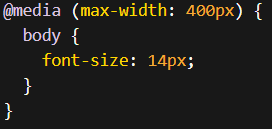 @media (max-width: 400px) {
  body {
    font-size: 14px;
  }
}